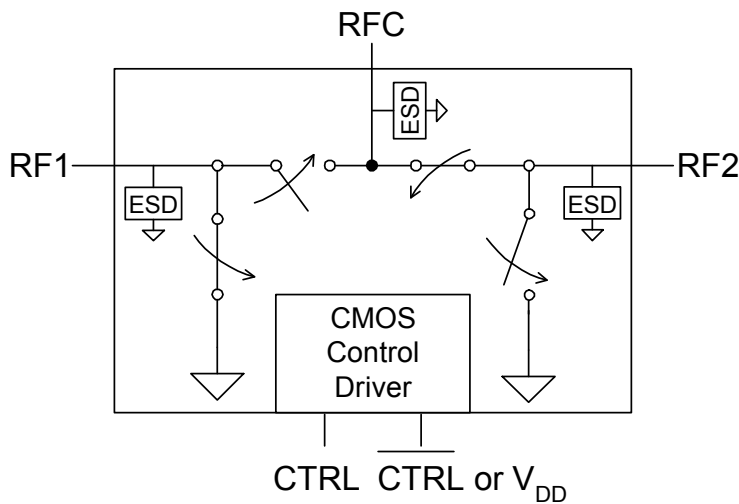 RFC
ESD
RF1
RF2
ESD
ESD
CMOS
Control
Driver
CTRL
CTRL or VDD